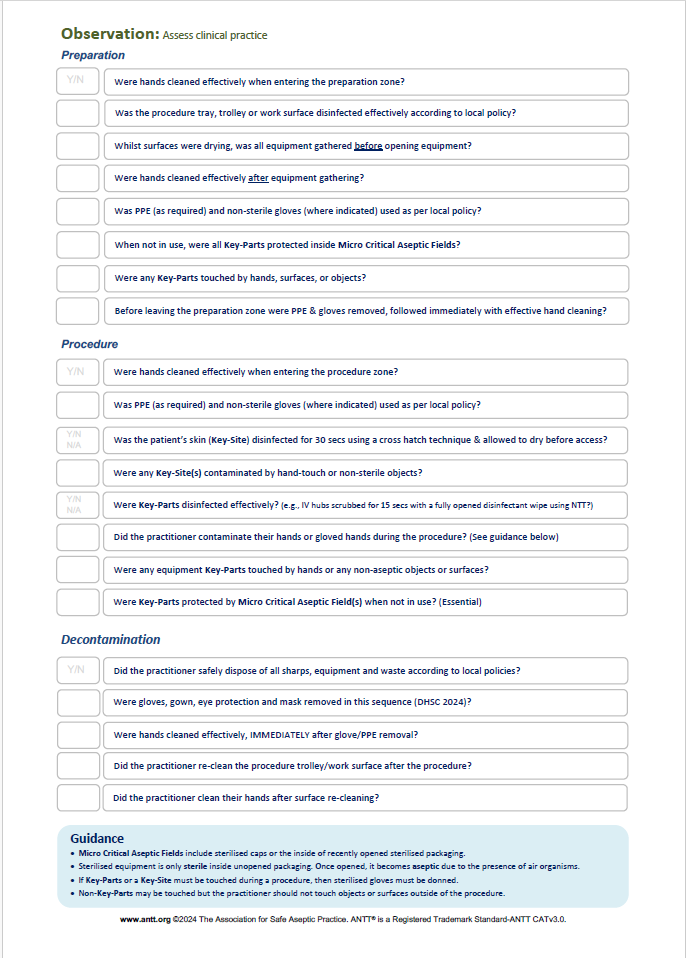 Observation: Assess clinical practice
Preparation
Y/N
Were hands cleaned effectively when entering the preparation zone?
Was the procedure tray, trolley or work surface disinfected effectively according to local policy?
Whilst surfaces were drying, was all equipment gathered before opening equipment?
Were hands cleaned effectively after equipment gathering?
Was PPE (as required) and non-sterile gloves (where indicated) used as per local policy?
When not in use, were all Key-Parts protected inside Micro Critical Aseptic Fields?
Were any Key-Parts touched by hands, surfaces, or objects?
Before leaving the preparation zone were PPE & gloves removed, followed immediately with effective hand cleaning?
Procedure
Y/N
Were hands cleaned effectively when entering the procedure zone?
Was PPE (as required) and non-sterile gloves (where indicated) used as per local policy?
Y/N
N/A
Was the patient's skin (Key-Site) disinfected for 30 secs using a cross hatch technique & allowed to dry before access?
Were any Key-Site(s) contaminated by hand-touch or non-sterile objects?
Y/N
N/A
Were Key-Parts disinfected effectively? (e.g., IV hubs scrubbed for 15 secs with a fully opened disinfectant wipe using NTT?)
Did the practitioner contaminate their hands or gloved hands during the procedure? (See guidance below)
Were any equipment Key-Parts touched by hands or any non-aseptic objects or surfaces?
Were Key-Parts protected by Micro Critical Aseptic Field(s) when not in use? (Essential)
Decontamination
Y/N
Did the practitioner safely dispose of all sharps, equipment and waste according to local policies?
Were gloves, gown, eye protection and mask removed in this sequence (DHSC 2024)?
Were hands cleaned effectively, IMMEDIATELY after glove/PPE removal?
Did the practitioner re-clean the procedure trolley/work surface after the procedure?
Did the practitioner clean their hands after surface re-cleaning?
Guidance
• Micro Critical Aseptic Fields include sterilised caps or the inside of recently opened sterilised packaging.
• Sterilised equipment is only sterile inside unopened packaging. Once opened, it becomes aseptic due to the presence of air organisms.
• If Key-Parts or a Key-Site must be touched during a procedure, then sterilised gloves must be donned.
• Non-Key-Parts may be touched but the practitioner should not touch objects or surfaces outside of the procedure.
www.antt.org ©2024 The Association for Safe Aseptic Practice. ANTT® is a Registered Trademark Standard-ANTT CATv3.0.